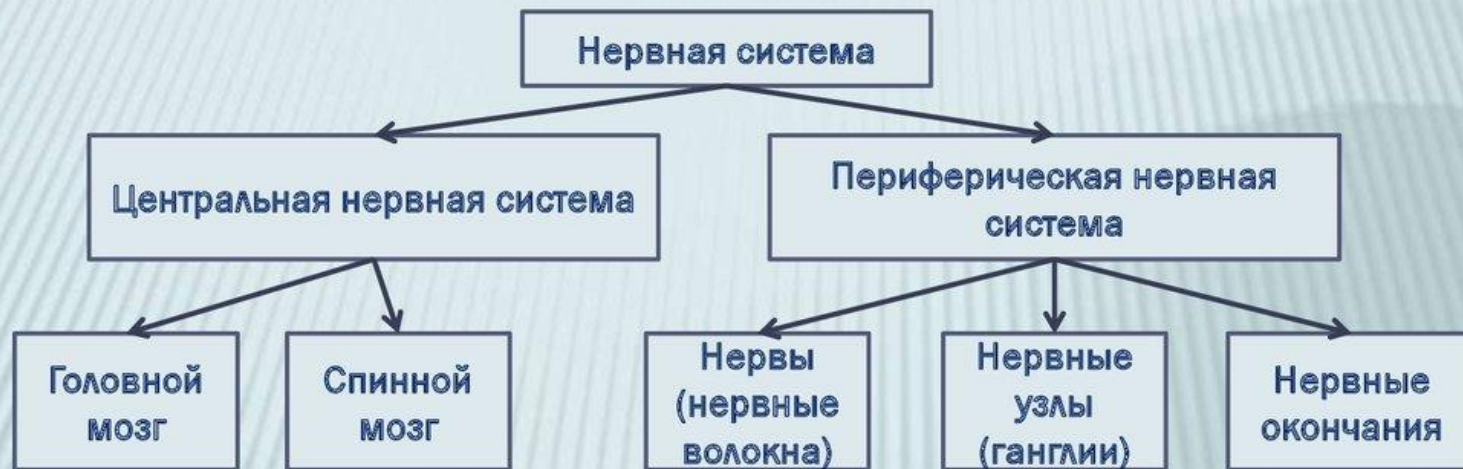 Нервная система
Центральная нервная система
Периферическая нервная
система
Головной
мозг
Спинной
мозг
Нервы
(нервные
волокна)
Нервные
узлы
(ганглии)
Нервные
окончания